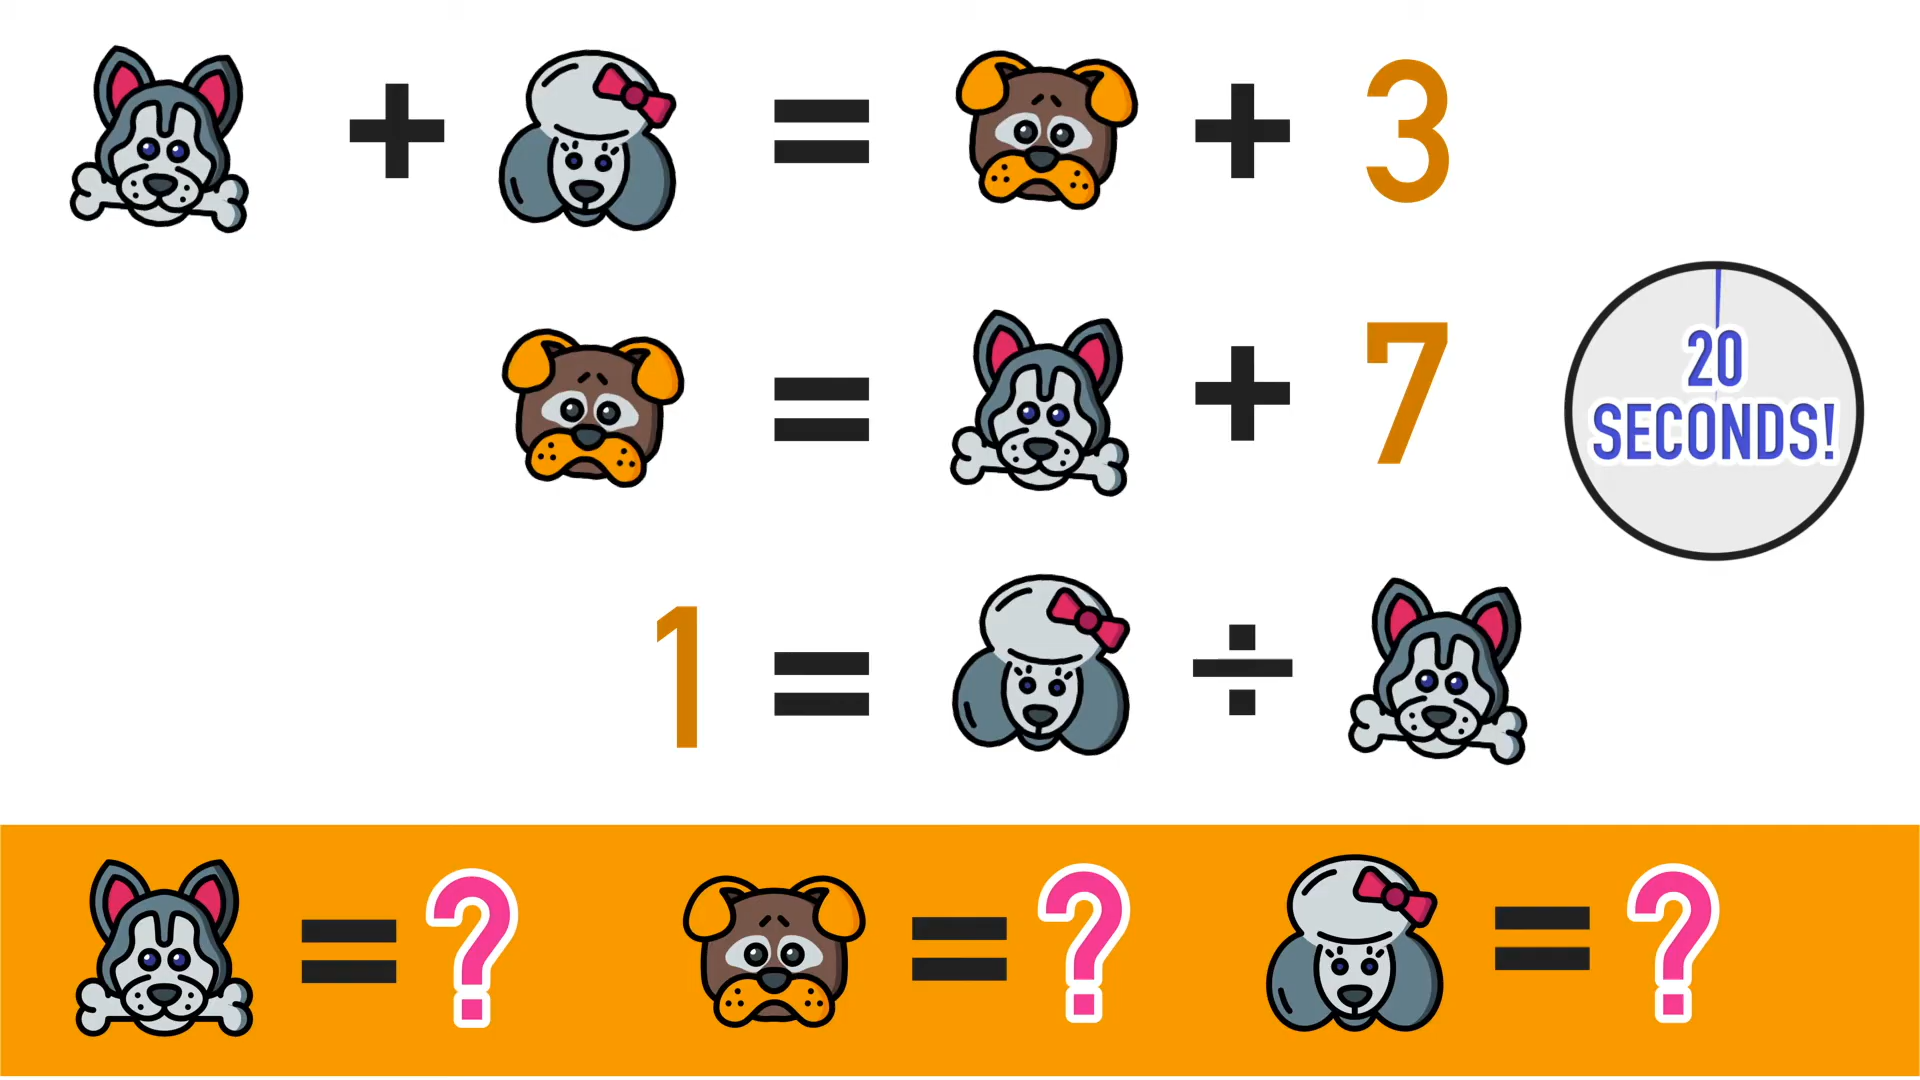 + = + 3
= + 7
20
SECONDS!
1 = ÷
= ? = ? = ?